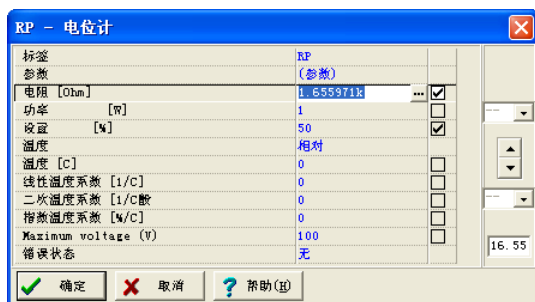 RP - 电位计
标签 RP
参数 (参数)
电阻 [Ohm] 1.655971k ...
功率 [W] 1
设置 [%] 50
温度 相对
温度 [C] 0
线性温度系数 [1/C] 0
二次温度系数 [1/C酸 0
指数温度系数 [%/C] 0
Maximum voltage (V) 100
错误状态 无
16.55
确定 取消 帮助(H)